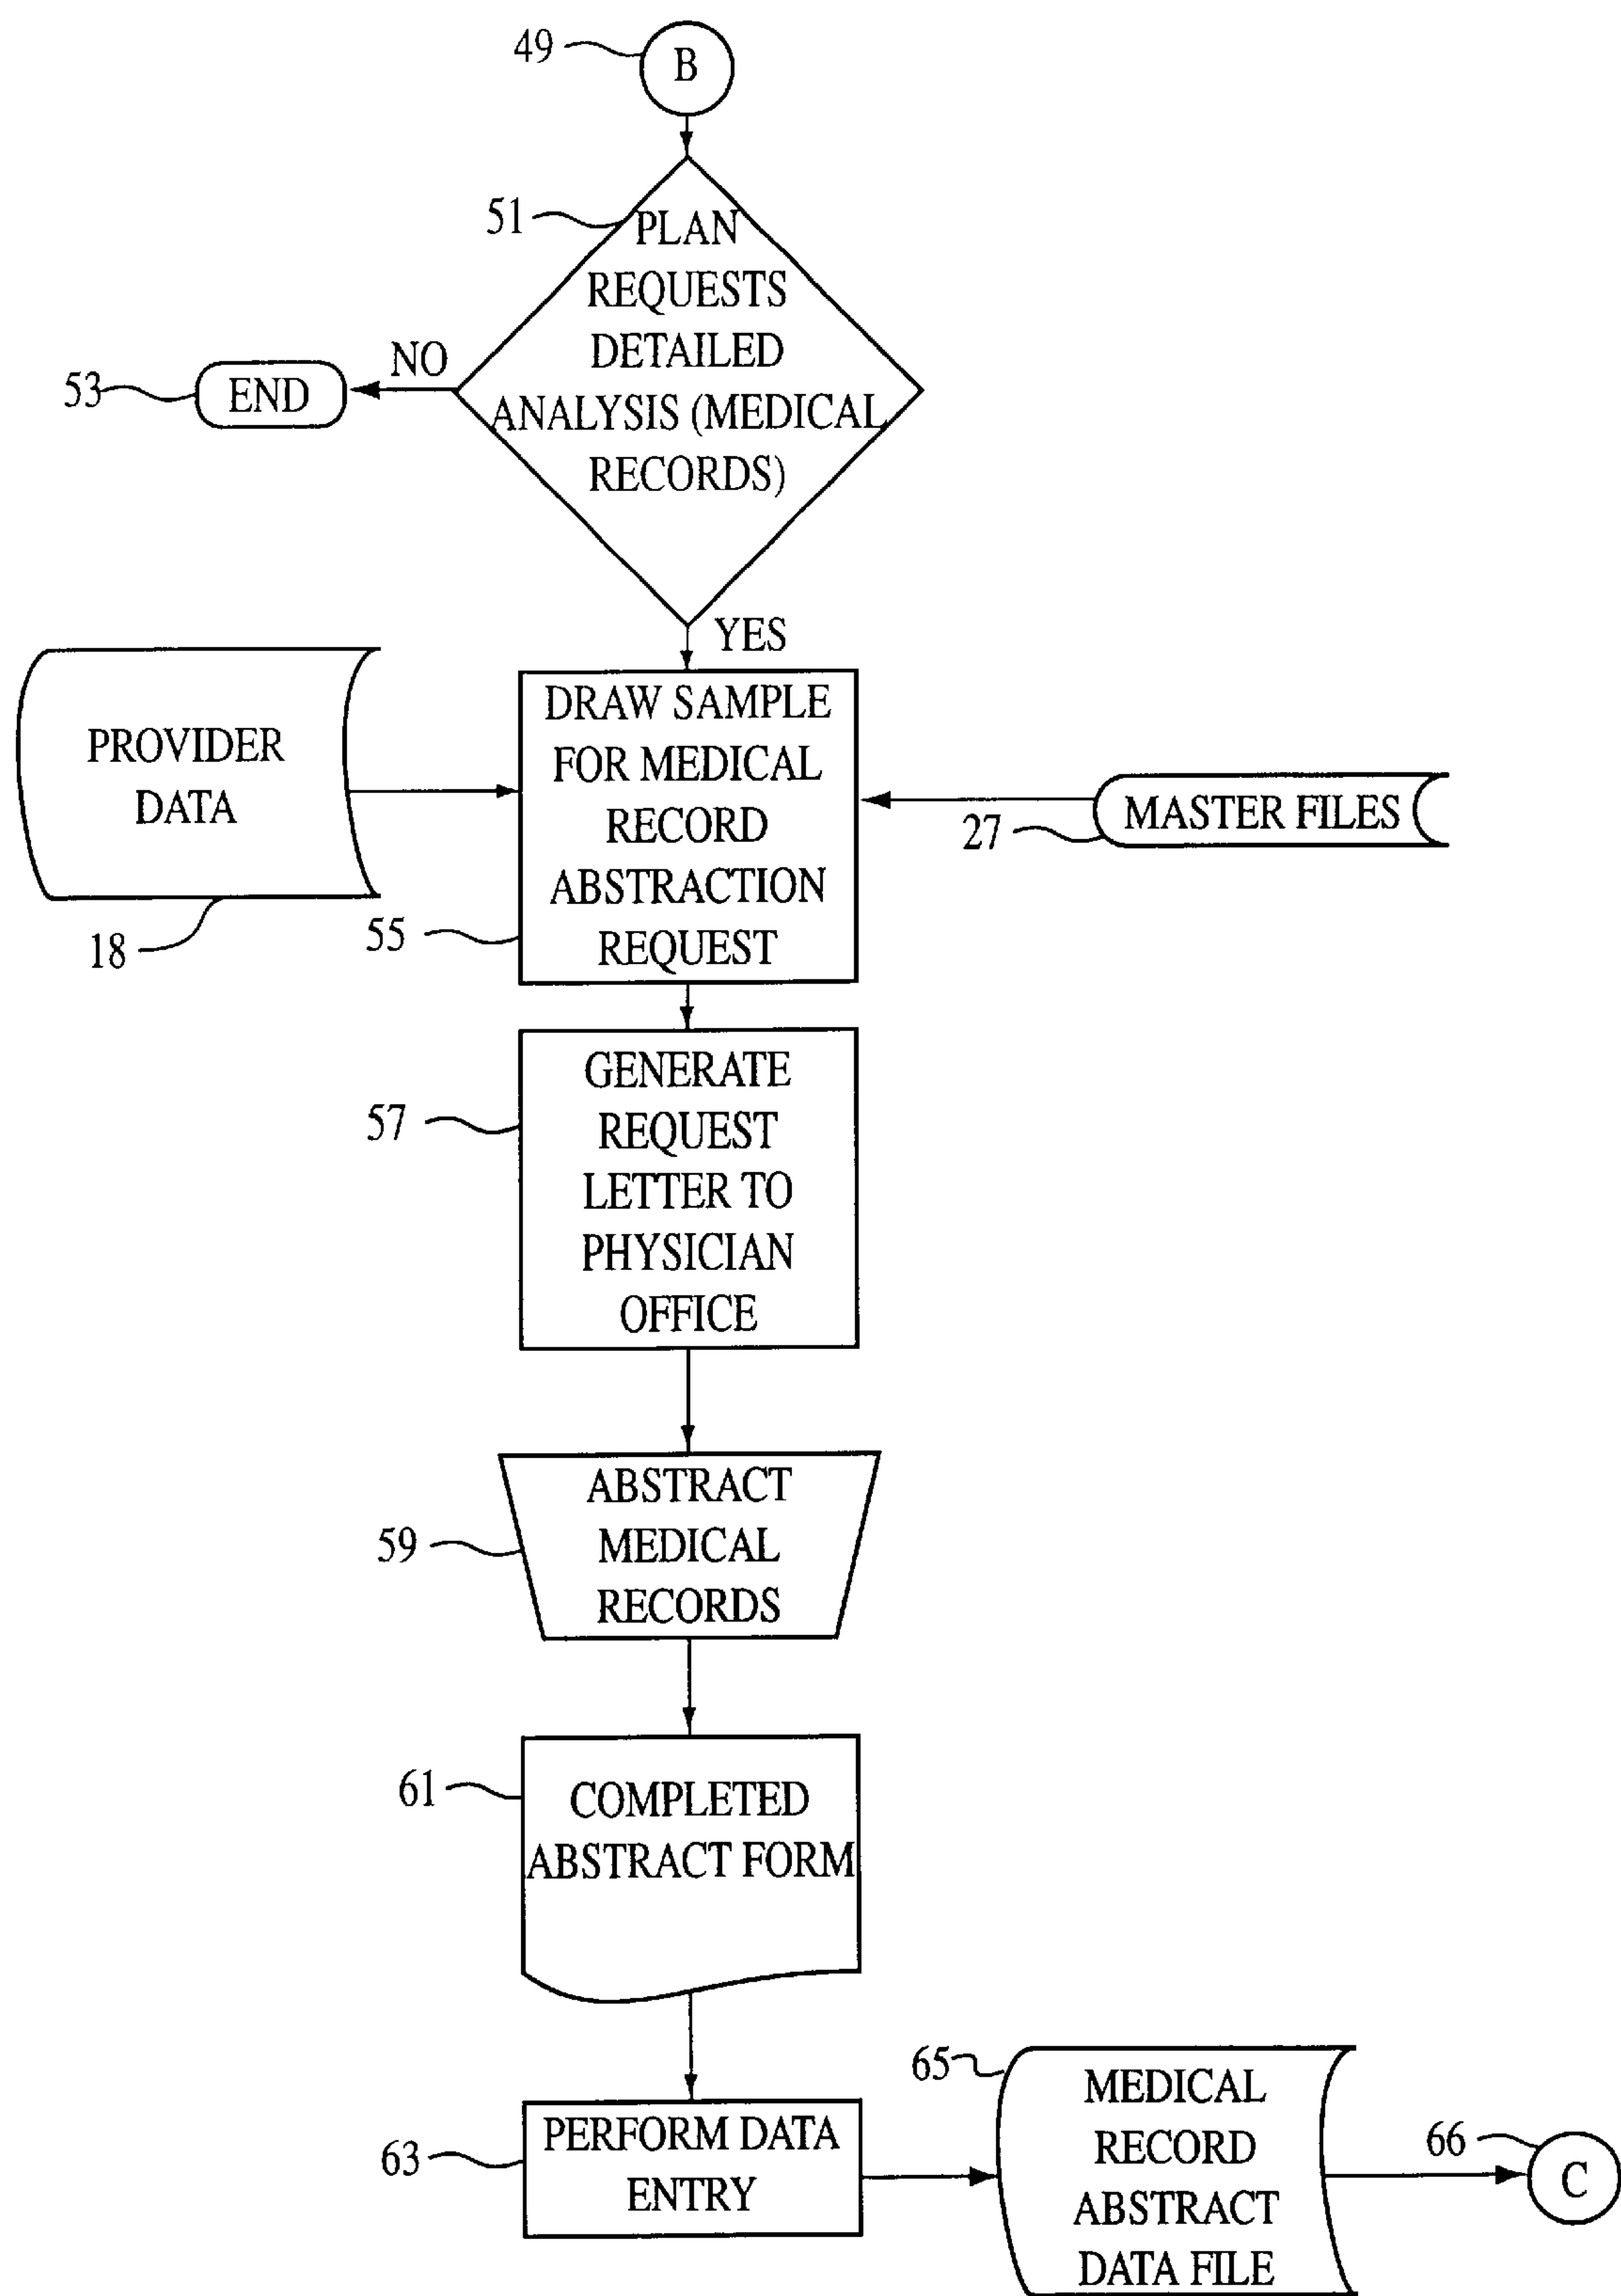 49
B
51
PLAN
REQUESTS
DETAILED
ANALYSIS (MEDICAL
RECORDS)
NO
53
END
YES
PROVIDER
DATA
18
DRAW SAMPLE
FOR MEDICAL
RECORD
ABSTRACTION
REQUEST
55
MASTER FILES
27
GENERATE
REQUEST
LETTER TO
PHYSICIAN
OFFICE
57
ABSTRACT
MEDICAL
RECORDS
59
61
COMPLETED
ABSTRACT FORM
63
PERFORM DATA
ENTRY
65
MEDICAL
RECORD
ABSTRACT
DATA FILE
66
C